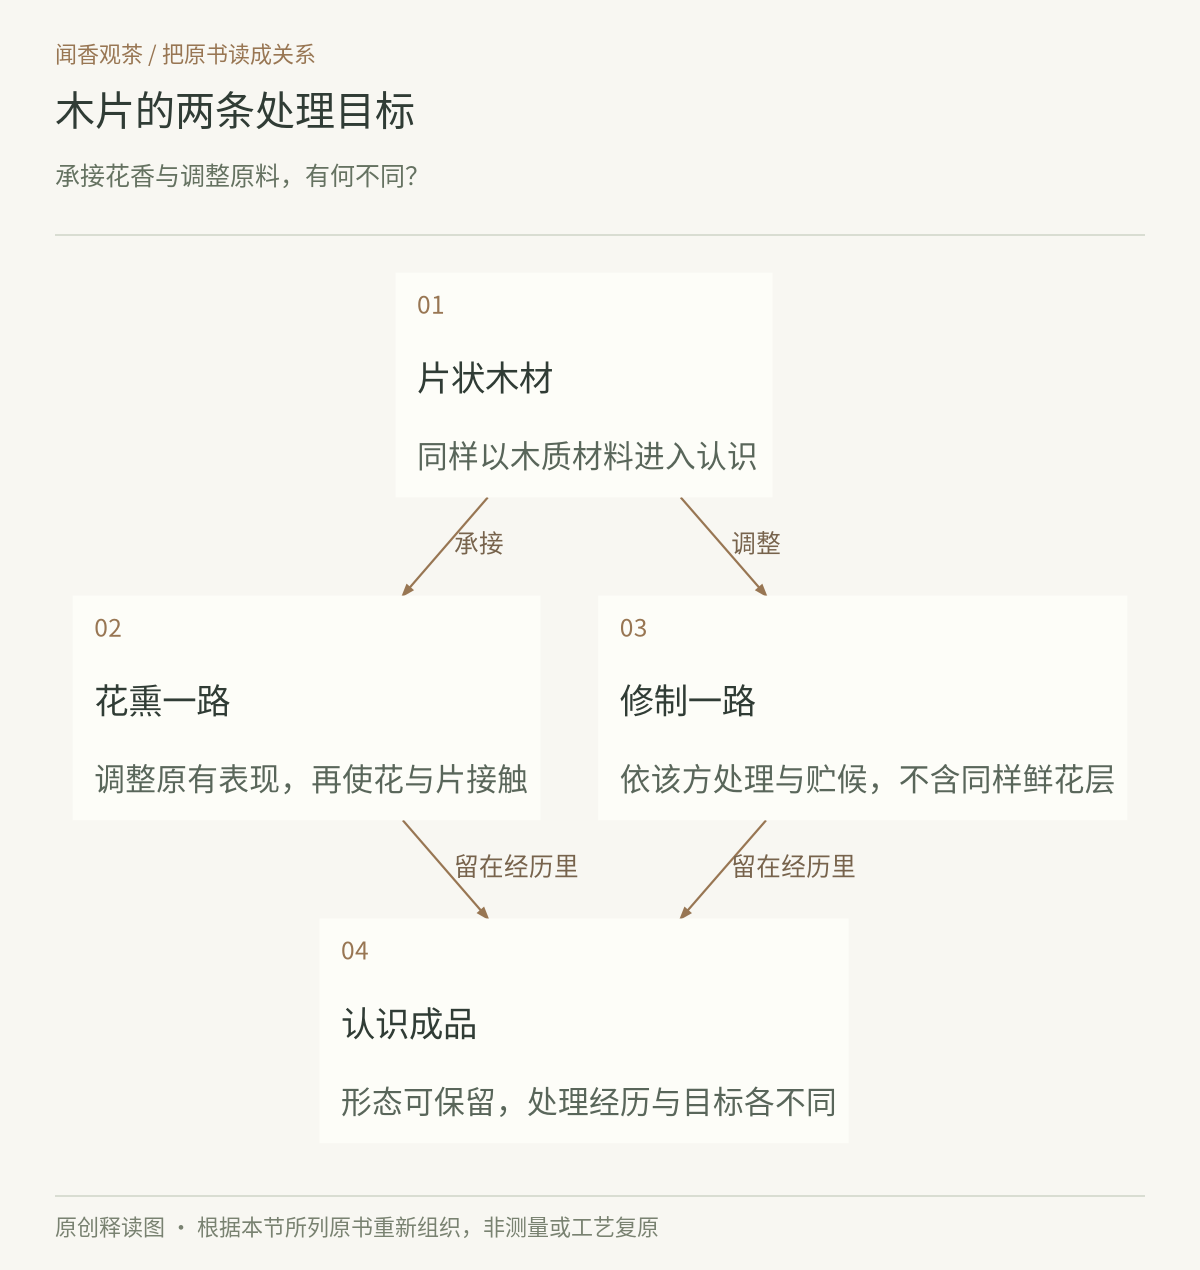 闻香观茶 / 把原书读成关系
木片的两条处理目标
承接花香与调整原料，有何不同？
01
片状木材
同样以木质材料进入认识
承接
调整
02
花熏一路
调整原有表现，再使花与片接触
03
修制一路
依该方处理与贮候，不含同样鲜花层
留在经历里
留在经历里
04
认识成品
形态可保留，处理经历与目标各不同
原创释读图 · 根据本节所列原书重新组织，非测量或工艺复原